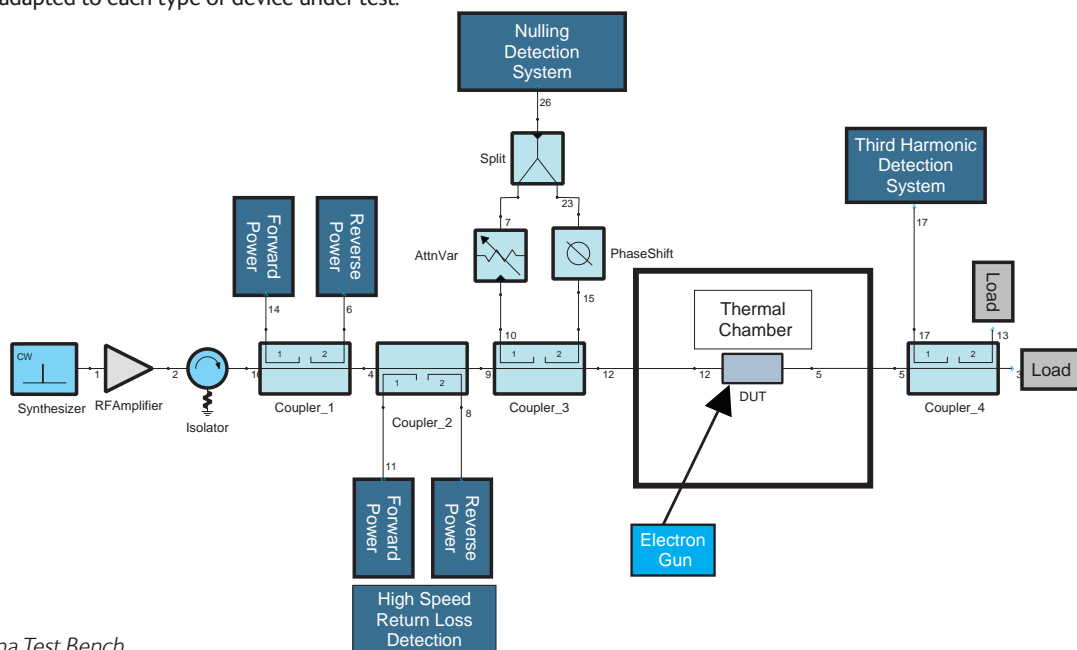 adapted to each type of device under test.
Nulling
Detection
System
26
Split
Third Harmonic
Detection
System
7
23
17
Forward
Power
Reverse
Power
AttnVar
PhaseShift
14
6
15
Thermal
Chamber
Load
10
17
13
CW
1 2
1 2
1 2
1
2
16
4
1 2
9
12
12
5
5
3
Load
Synthesizer
RFAmplifier
Isolator
Coupler_1
Coupler_2
Coupler_3
DUT
Coupler_4
8
11
Forward
Power
Reverse
Power
Electron
Gun
High Speed
Return Loss
Detection
Test Bench